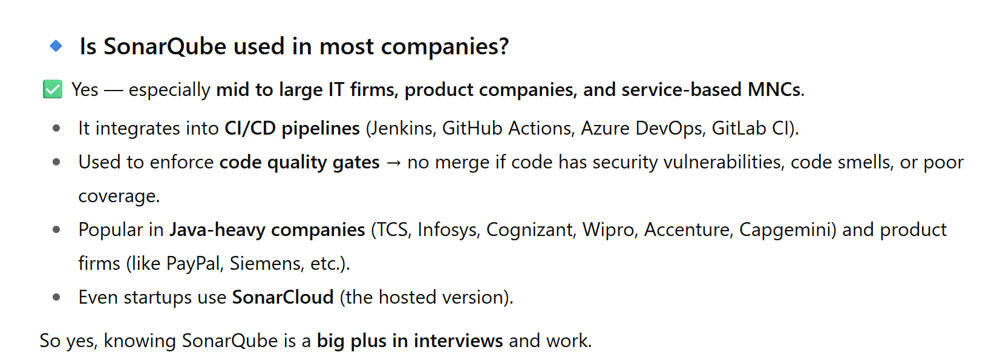 🔹 Is SonarQube used in most companies?
✅ Yes — especially mid to large IT firms, product companies, and service-based MNCs.
• It integrates into CI/CD pipelines (Jenkins, GitHub Actions, Azure DevOps, GitLab CI).
• Used to enforce code quality gates → no merge if code has security vulnerabilities, code smells, or poor
coverage.
• Popular in Java-heavy companies (TCS, Infosys, Cognizant, Wipro, Accenture, Capgemini) and product
firms (like PayPal, Siemens, etc.).
• Even startups use SonarCloud (the hosted version).
So yes, knowing SonarQube is a big plus in interviews and work.